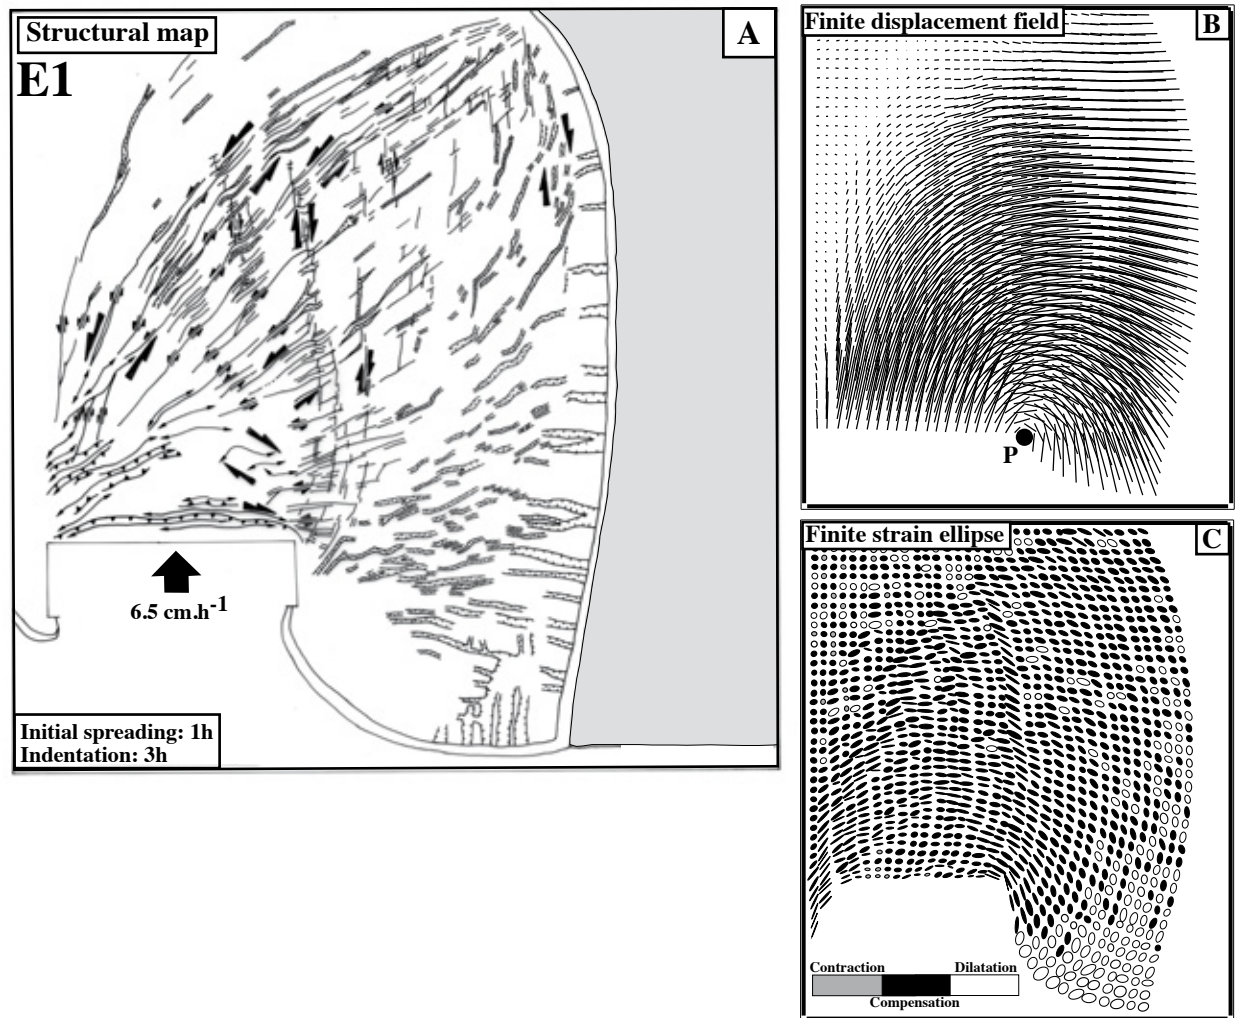 Structural map
A
E1
6.5 cm.h-1
Initial spreading: 1h
Indentation: 3h
Finite displacement field
B
P
Finite strain ellipse
C
Contraction
Dilatation
Compensation